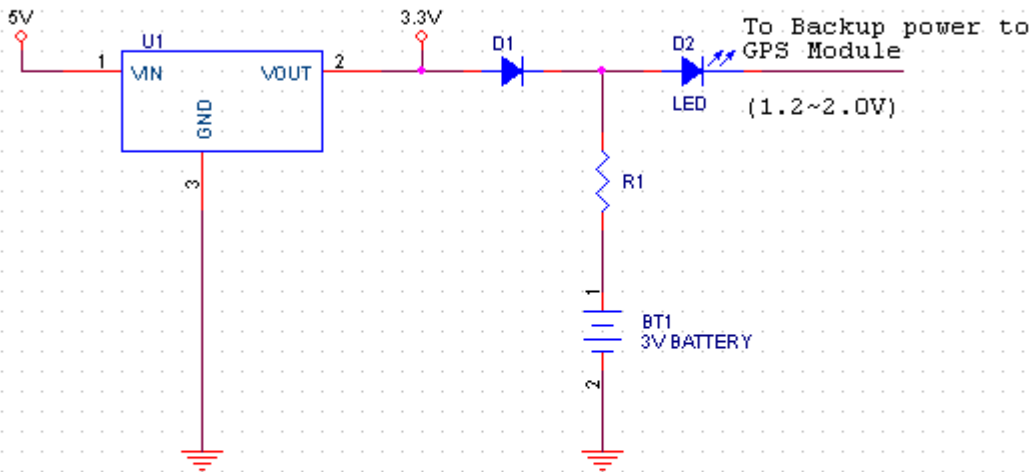 5V
U1
1
VIN
VOUT
2
GND
3
3.3V
D1
D2
LED
To Backup power to
GPS Module
(1.2~2.0V)
R1
1
BT1
3V BATTERY
2